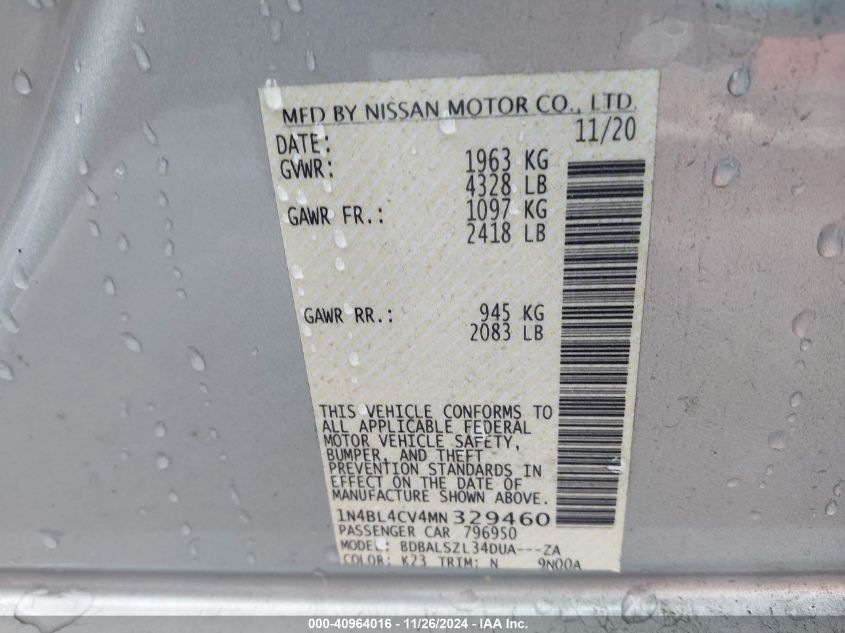 MFD BY NISSAN MOTOR CO., LTD.
DATE: 11/20
GVWR: 1963 KG
4328 LB
GAWR FR.: 1097 KG
2418 LB
GAWR RR.: 945 KG
2083 LB
THIS VEHICLE CONFORMS TO
ALL APPLICABLE FEDERAL
MOTOR VEHICLE SAFETY,
BUMPER, AND THEFT
PREVENTION STANDARDS IN
EFFECT ON THE DATE OF
MANUFACTURE SHOWN ABOVE.
1N4BL4CV4MN 329460
PASSENGER CAR 796950
MODEL: BDBALSZL34DUA---ZA
COLOR: K23 TRIM: N 9N00A
000-40964016 - 11/26/2024 - IAA Inc.